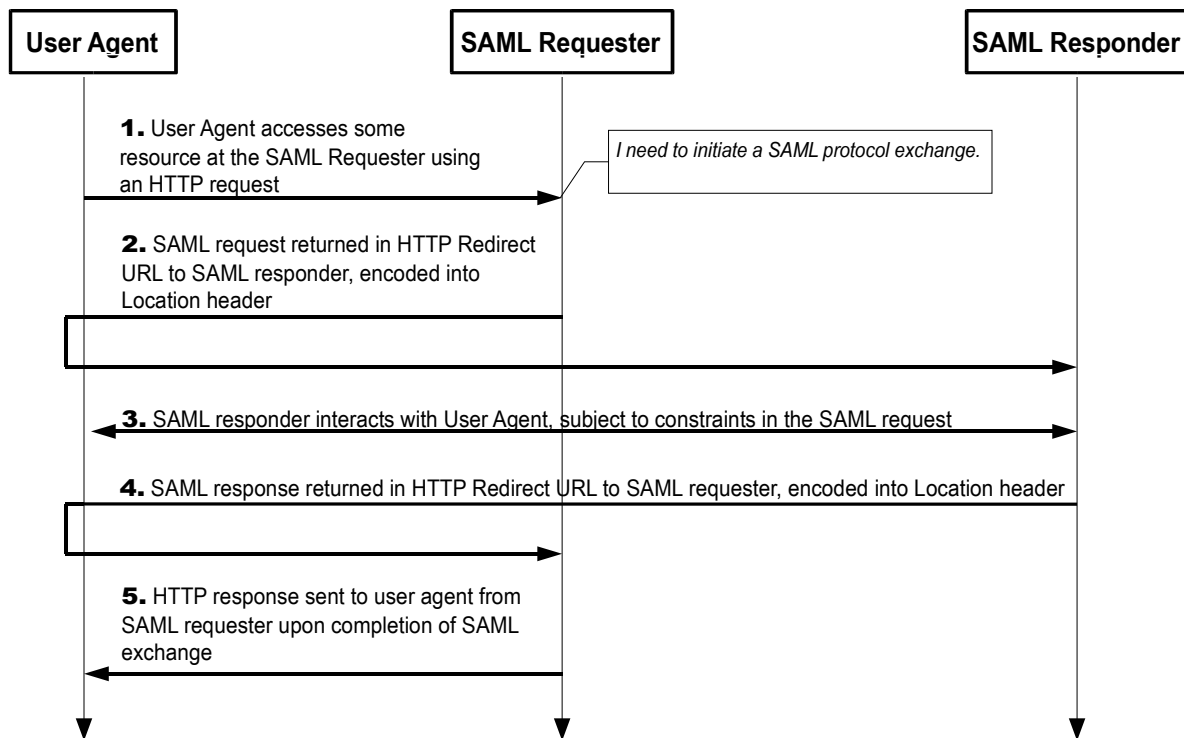 User Agent
SAML Requester
SAML Responder
1. User Agent accesses some
resource at the SAML Requester using
an HTTP request
I need to initiate a SAML protocol exchange.
2. SAML request returned in HTTP Redirect
URL to SAML responder, encoded into
Location header
3. SAML responder interacts with User Agent, subject to constraints in the SAML request
4. SAML response returned in HTTP Redirect URL to SAML requester, encoded into Location header
5. HTTP response sent to user agent from
SAML requester upon completion of SAML
exchange